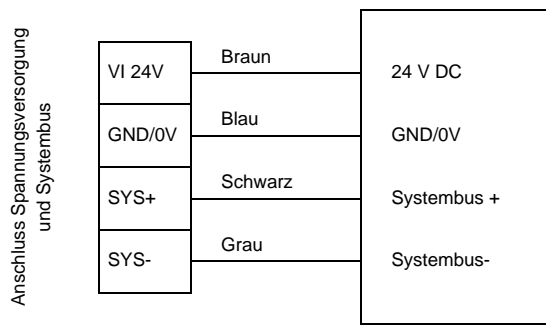 Anschluss Spannungsversorgung
und Systembus
VI 24V Braun 24 V DC
GND/0V Blau GND/0V
SYS+ Schwarz Systembus +
SYS- Grau Systembus-